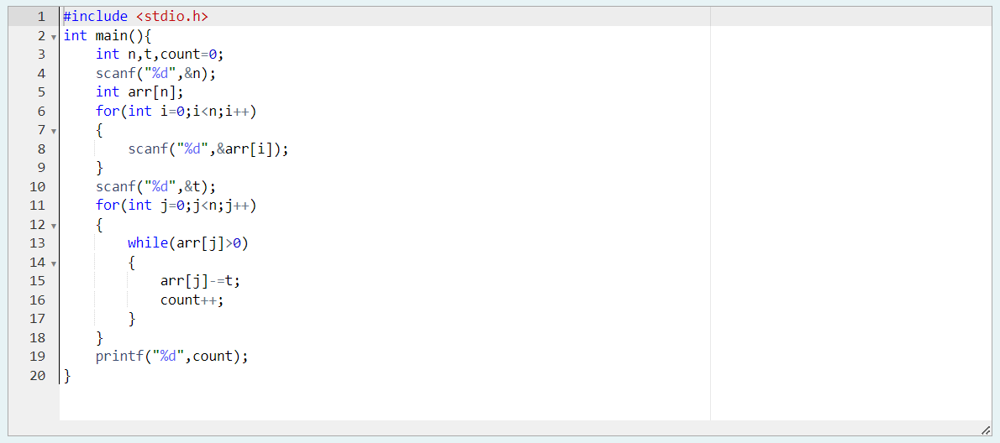 1 #include <stdio.h>
2 int main(){
3     int n,t,count=0;
4     scanf("%d",&n);
5     int arr[n];
6     for(int i=0;i<n;i++)
7     {
8         scanf("%d",&arr[i]);
9     }
10     scanf("%d",&t);
11     for(int j=0;j<n;j++)
12     {
13         while(arr[j]>0)
14         {
15             arr[j]-=t;
16             count++;
17         }
18     }
19     printf("%d",count);
20 }